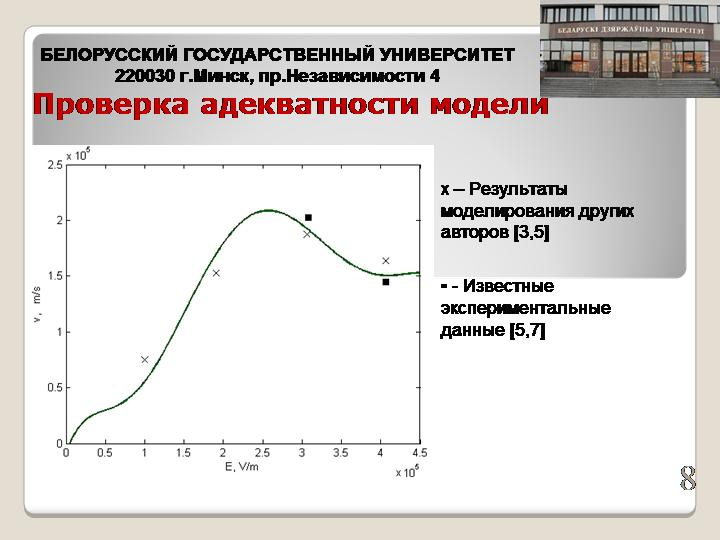 БЕЛАРУСКІ ДЗЯРЖАЎНЫ ЎНІВЕРСІТЭТ
БЕЛОРУССКИЙ ГОСУДАРСТВЕННЫЙ УНИВЕРСИТЕТ
220030 г.Минск, пр.Независимости 4
Проверка адекватности модели
x 10⁵
2.5
2
1.5
1
0.5
0
v, m/s
0 0.5 1 1.5 2 2.5 3 3.5 4 4.5
E, V/m
x 10⁵
х – Результаты
моделирования других
авторов [3,5]
▪ - Известные
экспериментальные
данные [5,7]
8